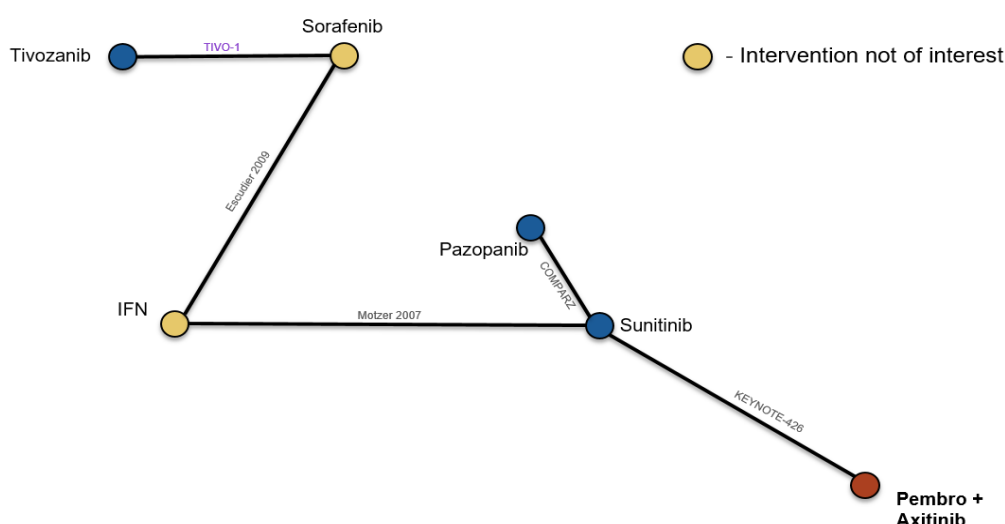 Sorafenib
Tivozanib
TIVO-1
- Intervention not of interest
Escudier 2009
Pazopanib
COMPARZ
IFN
Motzer 2007
Sunitinib
KEYNOTE-426
Pembro +
Axitinib